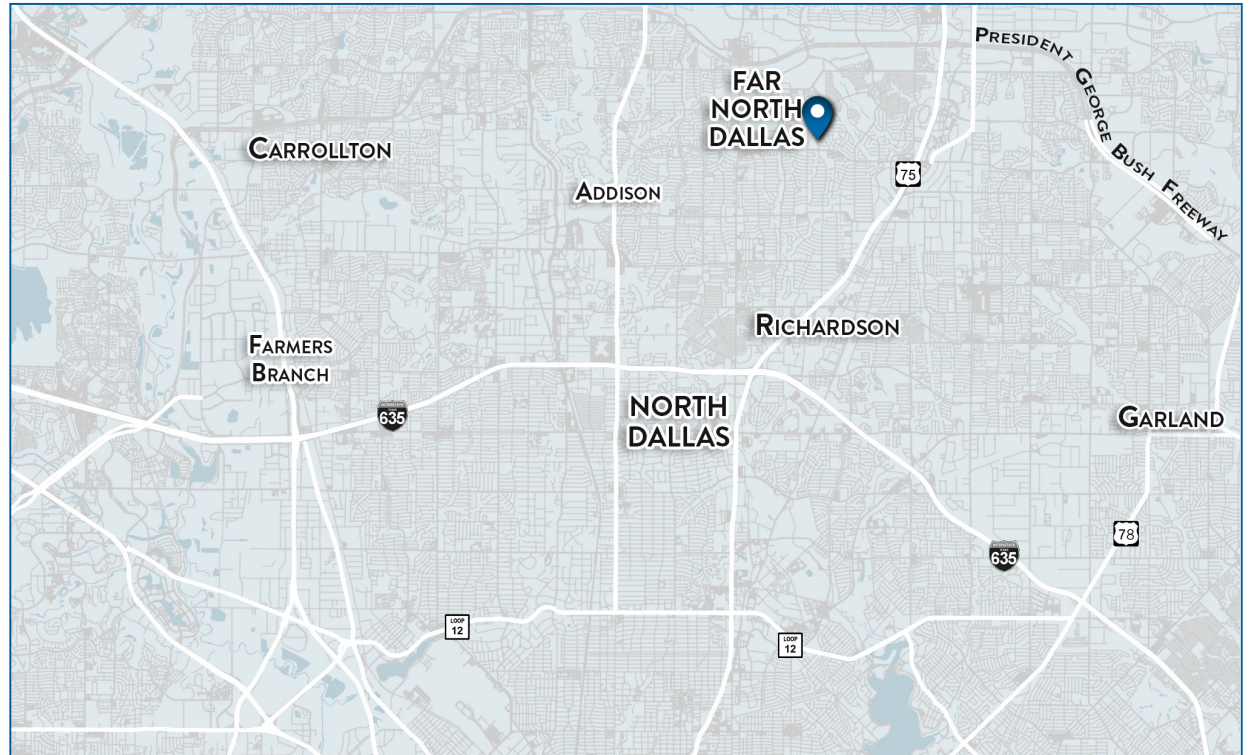 PRESIDENT GEORGE BUSH FREEWAY
FAR
NORTH
DALLAS
CARROLLTON
75
ADDISON
RICHARDSON
FARMERS
BRANCH
635
NORTH
DALLAS
GARLAND
78
635
LOOP
12
LOOP
12